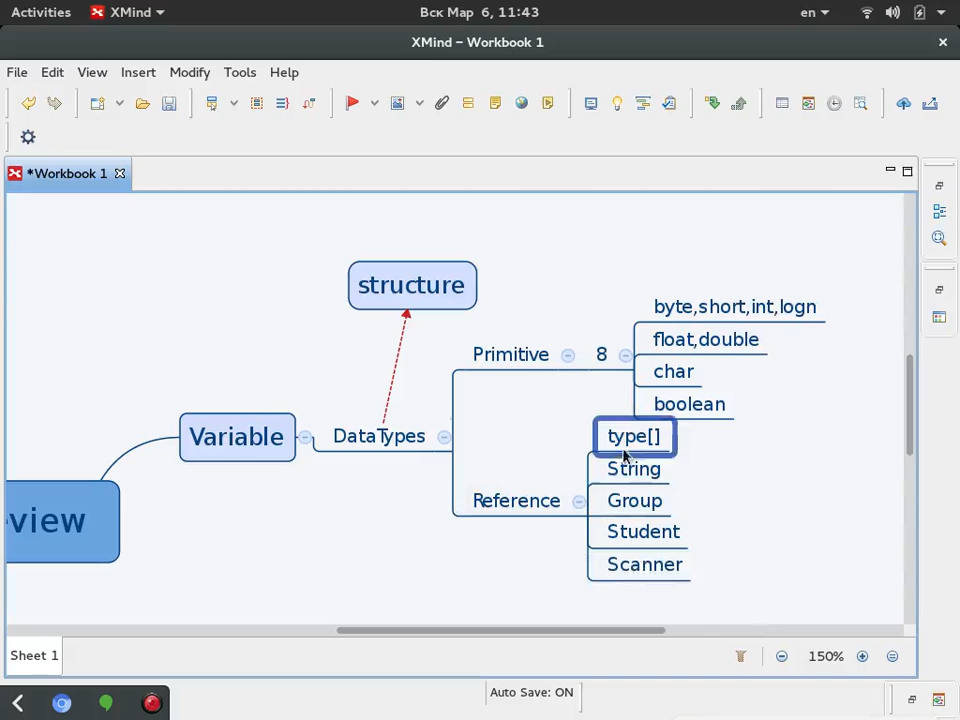 Activities XMind Вск Мар 6, 11:43 en
XMind – Workbook 1
File Edit View Insert Modify Tools Help
*Workbook 1
structure
byte,short,int,logn
float,double
Primitive 8
char
boolean
Variable DataTypes
type[]
String
Reference Group
Student
Scanner
view
Sheet 1 150%
Auto Save: ON